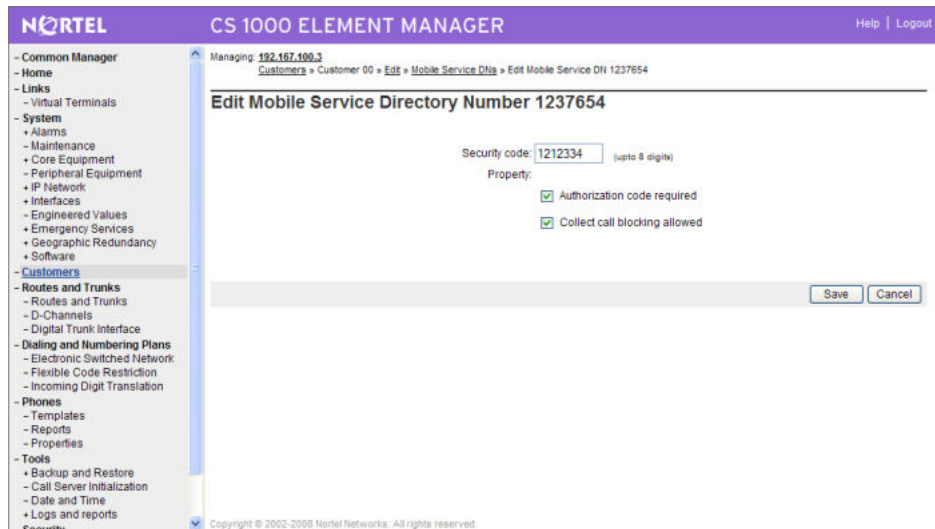 NORTEL
CS 1000 ELEMENT MANAGER
Help | Logout
- Common Manager
- Home
- Links
- Virtual Terminals
- System
+ Alarms
- Maintenance
+ Core Equipment
- Peripheral Equipment
+ IP Network
+ Interfaces
- Engineered Values
+ Emergency Services
+ Geographic Redundancy
+ Software
- Customers
- Routes and Trunks
- Routes and Trunks
- D-Channels
- Digital Trunk Interface
- Dialing and Numbering Plans
- Electronic Switched Network
- Flexible Code Restriction
- Incoming Digit Translation
- Phones
- Templates
- Reports
- Properties
- Tools
+ Backup and Restore
- Call Server Initialization
- Date and Time
+ Logs and reports
- Security
Managing: 192.167.100.3
Customers » Customer 00 » Edit » Mobile Service DNs » Edit Mobile Service DN 1237654
Edit Mobile Service Directory Number 1237654
Security code: 1212334 (upto 8 digits)
Property:
Authorization code required
Collect call blocking allowed
Save Cancel
Copyright © 2002-2008 Nortel Networks. All rights reserved.